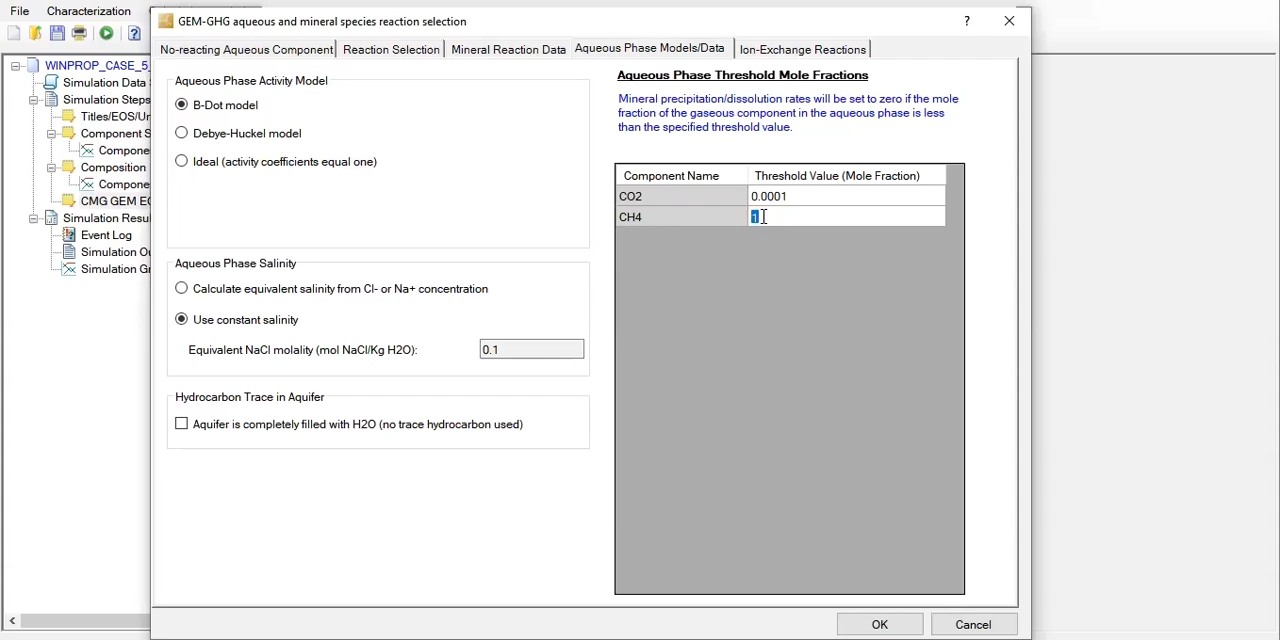 File
Characterization
GEM-GHG aqueous and mineral species reaction selection
?
No-reacting Aqueous Component
Reaction Selection
Mineral Reaction Data
Aqueous Phase Models/Data
Ion-Exchange Reactions
WINPROP_CASE_5_
Simulation Data
Simulation Steps
Titles/EOS/Un
Component S
Compone
Composition
Compone
CMG GEM EO
Simulation Resu
Event Log
Simulation Ou
Simulation Gr
Aqueous Phase Activity Model
B-Dot model
Debye-Huckel model
Ideal (activity coefficients equal one)
Aqueous Phase Salinity
Calculate equivalent salinity from Cl- or Na+ concentration
Use constant salinity
Equivalent NaCl molality (mol NaCl/Kg H2O):
0.1
Hydrocarbon Trace in Aquifer
Aquifer is completely filled with H2O (no trace hydrocarbon used)
Aqueous Phase Threshold Mole Fractions
Mineral precipitation/dissolution rates will be set to zero if the mole
fraction of the gaseous component in the aqueous phase is less
than the specified threshold value.
Component Name Threshold Value (Mole Fraction)
CO2 0.0001
CH4 1
OK
Cancel